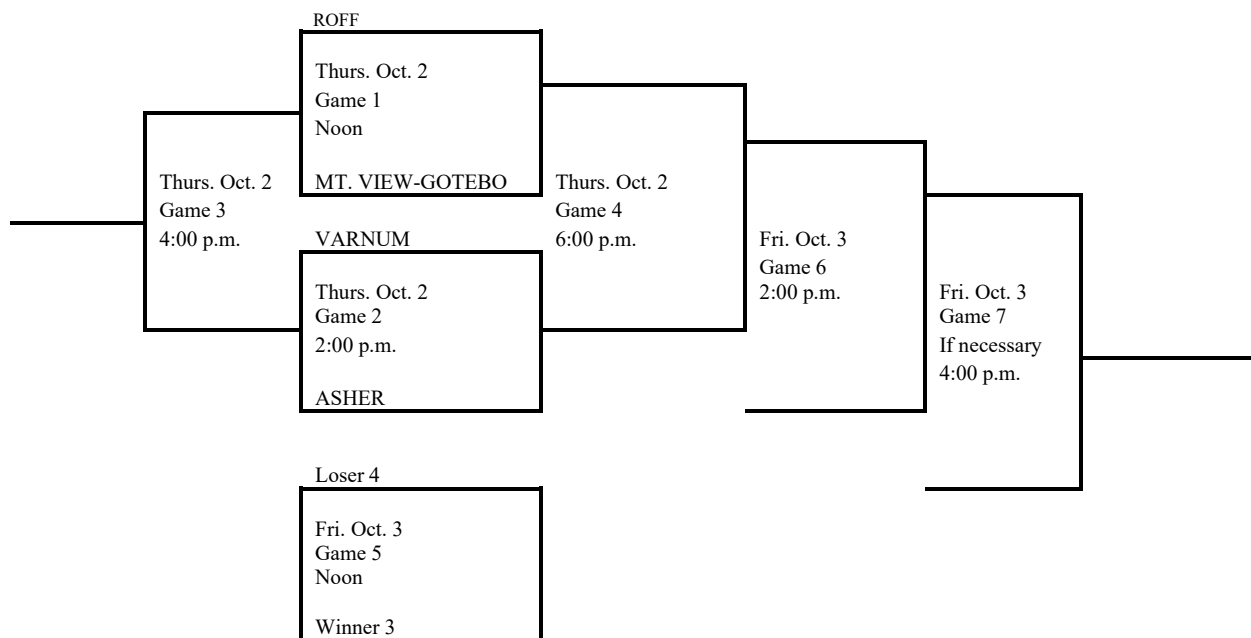 ROFF
Thurs. Oct. 2
Game 1
Noon
MT. VIEW-GOTEBO
Thurs. Oct. 2
Game 3
4:00 p.m.
Thurs. Oct. 2
Game 4
6:00 p.m.
VARNUM
Thurs. Oct. 2
Game 2
2:00 p.m.
ASHER
Fri. Oct. 3
Game 6
2:00 p.m.
Fri. Oct. 3
Game 7
If necessary
4:00 p.m.
Loser 4
Fri. Oct. 3
Game 5
Noon
Winner 3